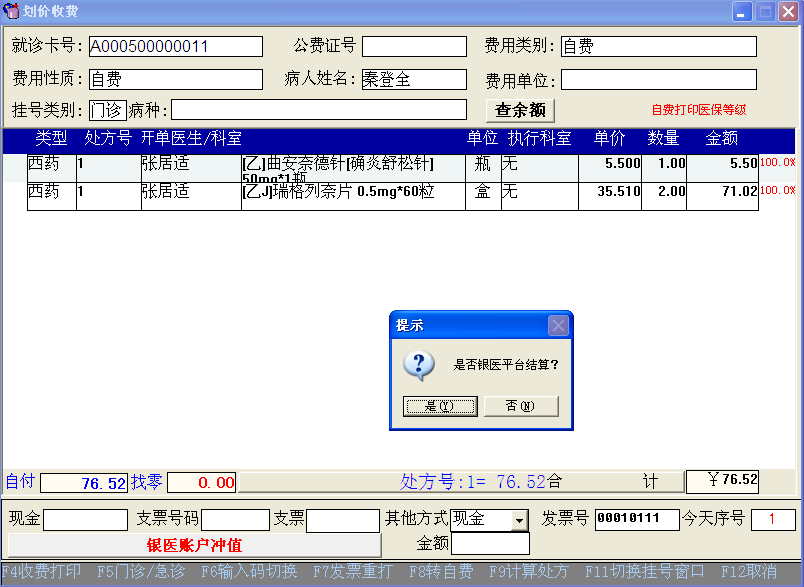 划价收费
就诊卡号: A000500000011 公费证号 费用类别: 自费
费用性质: 自费 病人姓名: 秦登全 费用单位:
挂号类别: 门诊 病种: 查余额 自费打印医保等级
类型 处方号 开单医生/科室 单位 执行科室 单价 数量 金额
西药 1 张居适 [乙]曲安奈德针[确炎舒松针] 瓶 无 5.500 1.00 5.50 100.0%
50mg*1瓶
西药 1 张居适 [乙J]瑞格列奈片 0.5mg*60粒 盒 无 35.510 2.00 71.02 100.0%
提示
是否银医平台结算?
是(Y) 否(N)
自付 76.52 找零 0.00 处方号:1= 76.52合 计 ￥76.52
现金 支票号码 支票 其他方式 现金 发票号 00010111 今天序号 1
银医账户冲值 金额
F4收费打印 F5门诊/急诊 F6输入码切换 F7发票重打 F8转自费 F9计算处方 F11切换挂号窗口 F12取消